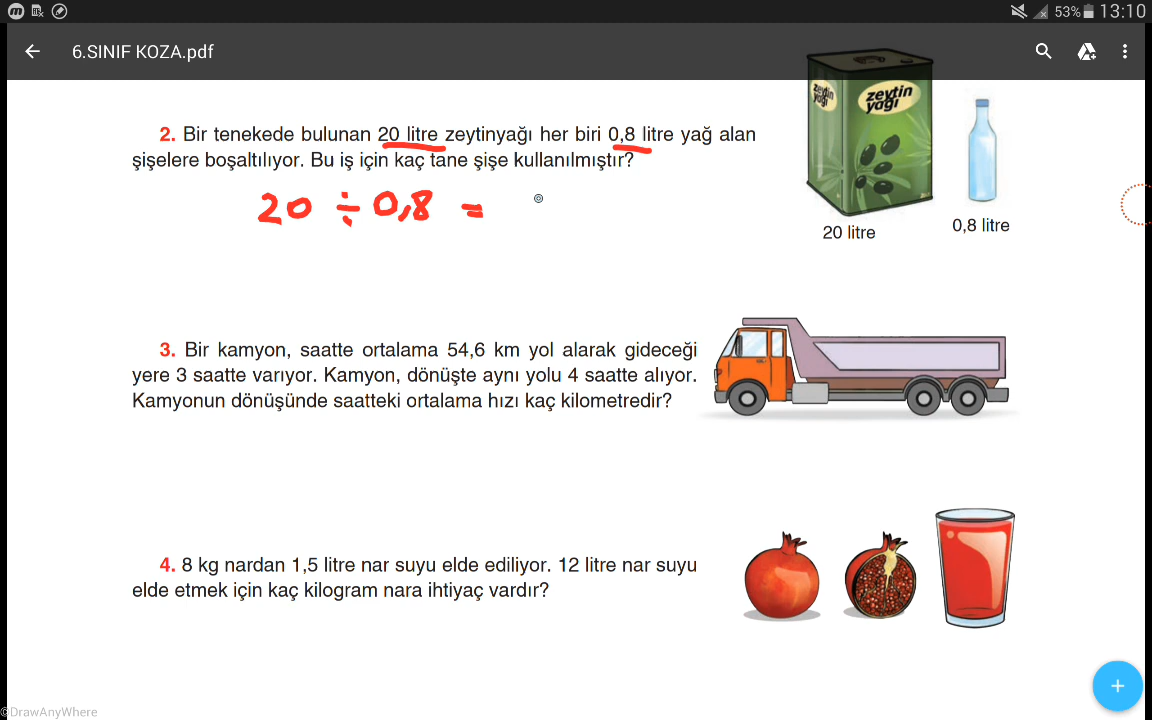 53% 13:10
6.SINIF KOZA.pdf
zeytin yağı
zeytin yağı
2. Bir tenekede bulunan 20 litre zeytinyağı her biri 0,8 litre yağ alan
şişelere boşaltılıyor. Bu iş için kaç tane şişe kullanılmıştır?
20 ÷ 0,8 =
20 litre
0,8 litre
3. Bir kamyon, saatte ortalama 54,6 km yol alarak gideceği
yere 3 saatte varıyor. Kamyon, dönüşte aynı yolu 4 saatte alıyor.
Kamyonun dönüşünde saatteki ortalama hızı kaç kilometredir?
4. 8 kg nardan 1,5 litre nar suyu elde ediliyor. 12 litre nar suyu
elde etmek için kaç kilogram nara ihtiyaç vardır?
©DrawAnyWhere